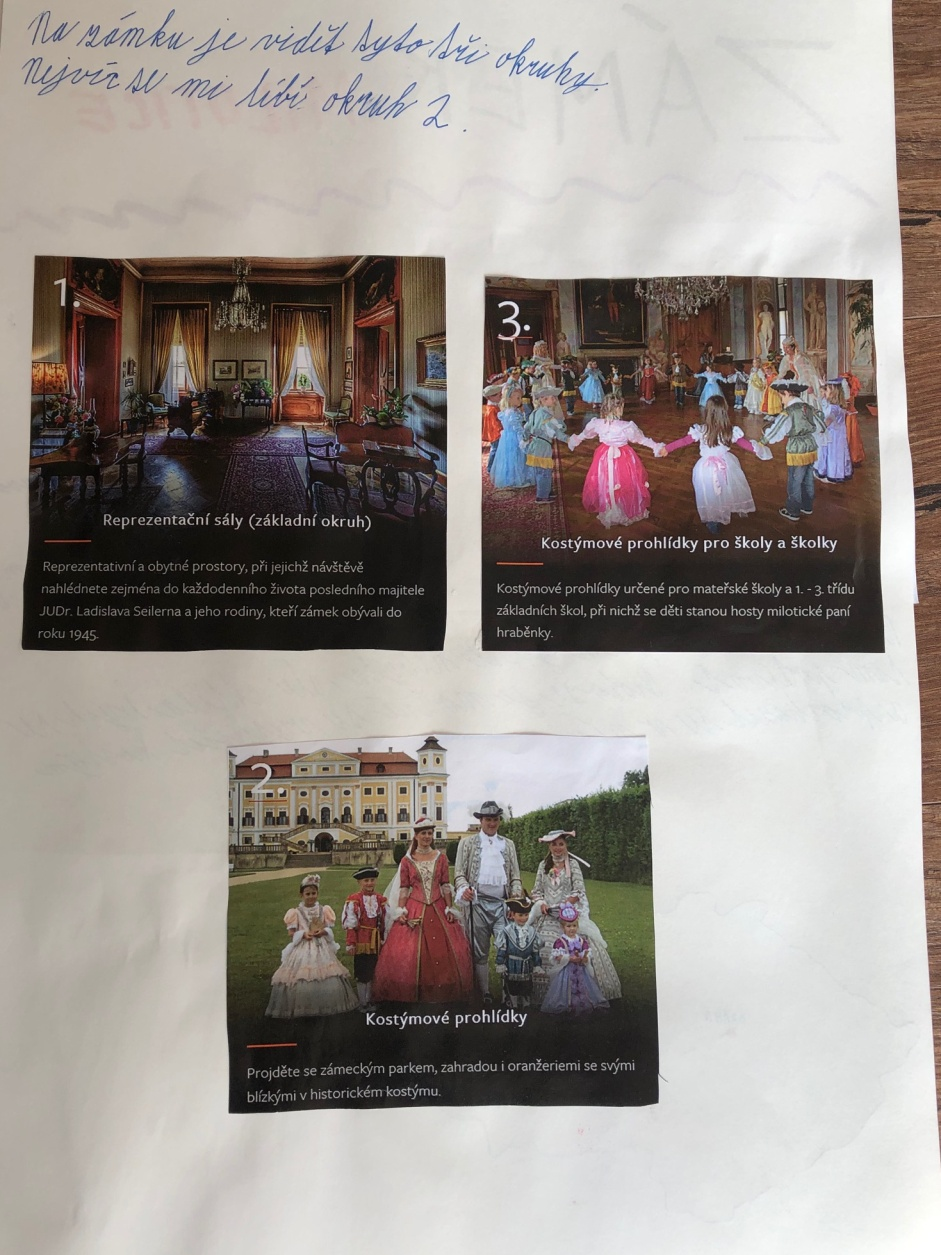 Na zámku je vidět tyto tři okruhy.
Nejvíc se mi líbí okruh 2.
1.
Reprezentační sály (základní okruh)
Reprezentativní a obytné prostory, při jejichž návštěvě
nahlédnete zejména do každodenního života posledního majitele
JUDr. Ladislava Seilerna a jeho rodiny, kteří zámek obývali do
roku 1945.
3.
Kostýmové prohlídky pro školy a školky
Kostýmové prohlídky určené pro mateřské školy a 1. - 3. třídu
základních škol, při nichž se děti stanou hosty milotické paní
hraběnky.
2.
Kostýmové prohlídky
Projděte se zámeckým parkem, zahradou i oranžeriemi se svými
blízkými v historickém kostýmu.